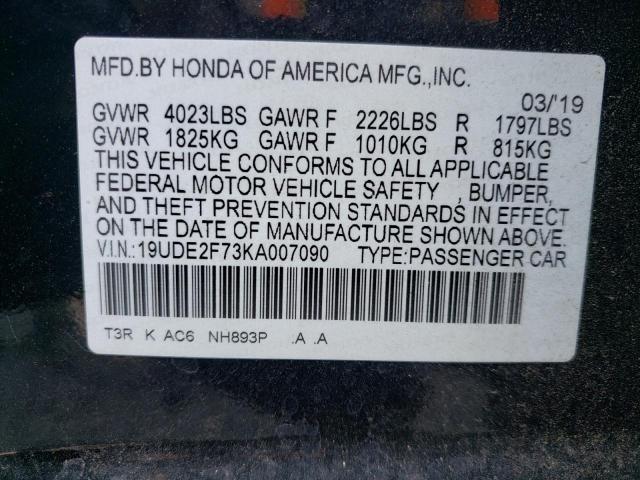 MFD.BY HONDA OF AMERICA MFG.,INC.
03/'19
GVWR 4023LBS GAWR F 2226LBS R 1797LBS
GVWR 1825KG GAWR F 1010KG R 815KG
THIS VEHICLE CONFORMS TO ALL APPLICABLE
FEDERAL MOTOR VEHICLE SAFETY , BUMPER,
AND THEFT PREVENTION STANDARDS IN EFFECT
ON THE DATE OF MANUFACTURE SHOWN ABOVE.
V.I.N.:19UDE2F73KA007090 TYPE:PASSENGER CAR
T3R K AC6 NH893P .A .A